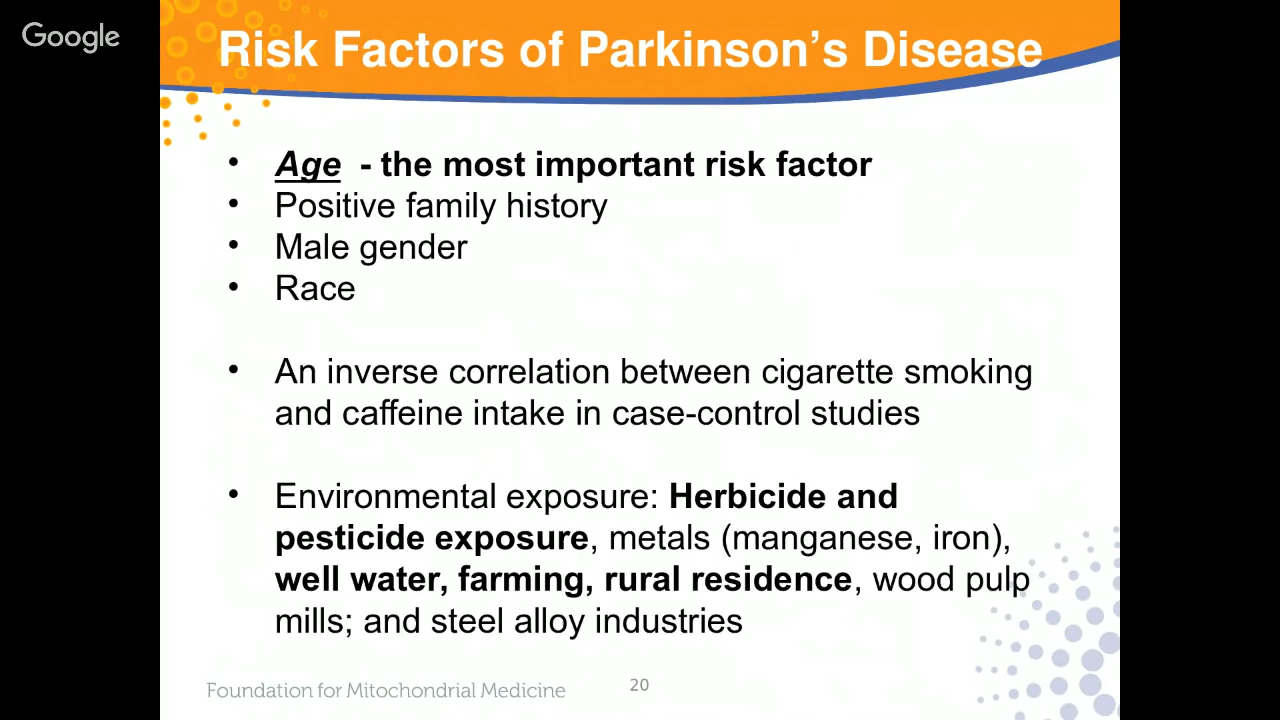 Google
Risk Factors of Parkinson's Disease
• Age - the most important risk factor
• Positive family history
• Male gender
• Race
• An inverse correlation between cigarette smoking
and caffeine intake in case-control studies
• Environmental exposure: Herbicide and
pesticide exposure, metals (manganese, iron),
well water, farming, rural residence, wood pulp
mills; and steel alloy industries
Foundation for Mitochondrial Medicine
20